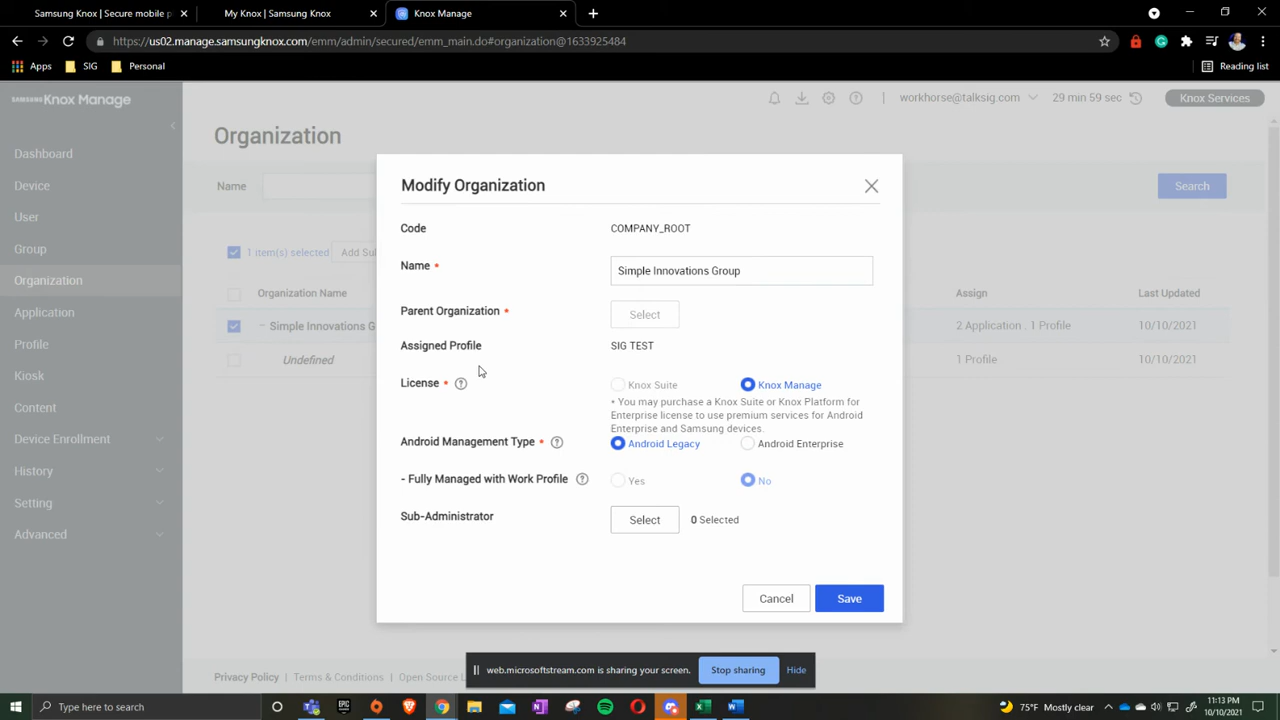 Samsung Knox | Secure mobile p
My Knox | Samsung Knox
Knox Manage
https://us02.manage.samsungknox.com/emm/admin/secured/emm_main.do#organization@1633925484
Apps
SIG
Personal
Reading list
SAMSUNG Knox Manage
workhorse@talksig.com
29 min 59 sec
Knox Services
Dashboard
Device
User
Group
Organization
Application
Profile
Kiosk
Content
Device Enrollment
History
Setting
Advanced
Organization
Name
Search
1 item(s) selected
Add Su
Organization Name
Assign
Last Updated
Simple Innovations G
2 Application . 1 Profile
10/10/2021
Undefined
1 Profile
10/10/2021
Modify Organization
Code
COMPANY_ROOT
Name *
Simple Innovations Group
Parent Organization *
Select
Assigned Profile
SIG TEST
License * ?
Knox Suite
Knox Manage
* You may purchase a Knox Suite or Knox Platform for
Enterprise license to use premium services for Android
Enterprise and Samsung devices.
Android Management Type * ?
Android Legacy
Android Enterprise
- Fully Managed with Work Profile ?
Yes
No
Sub-Administrator
Select
0 Selected
Cancel
Save
web.microsoftstream.com is sharing your screen.
Stop sharing
Hide
Privacy Policy | Terms & Conditions | Open Source L
Type here to search
75°F Mostly clear
11:13 PM
10/10/2021